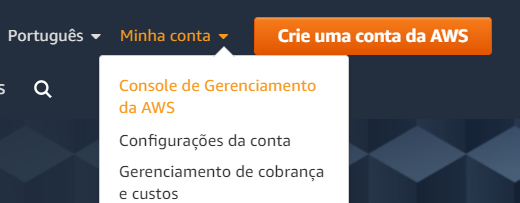 Português Minha conta Crie uma conta da AWS
s
Console de Gerenciamento
da AWS
Configurações da conta
Gerenciamento de cobrança
e custos